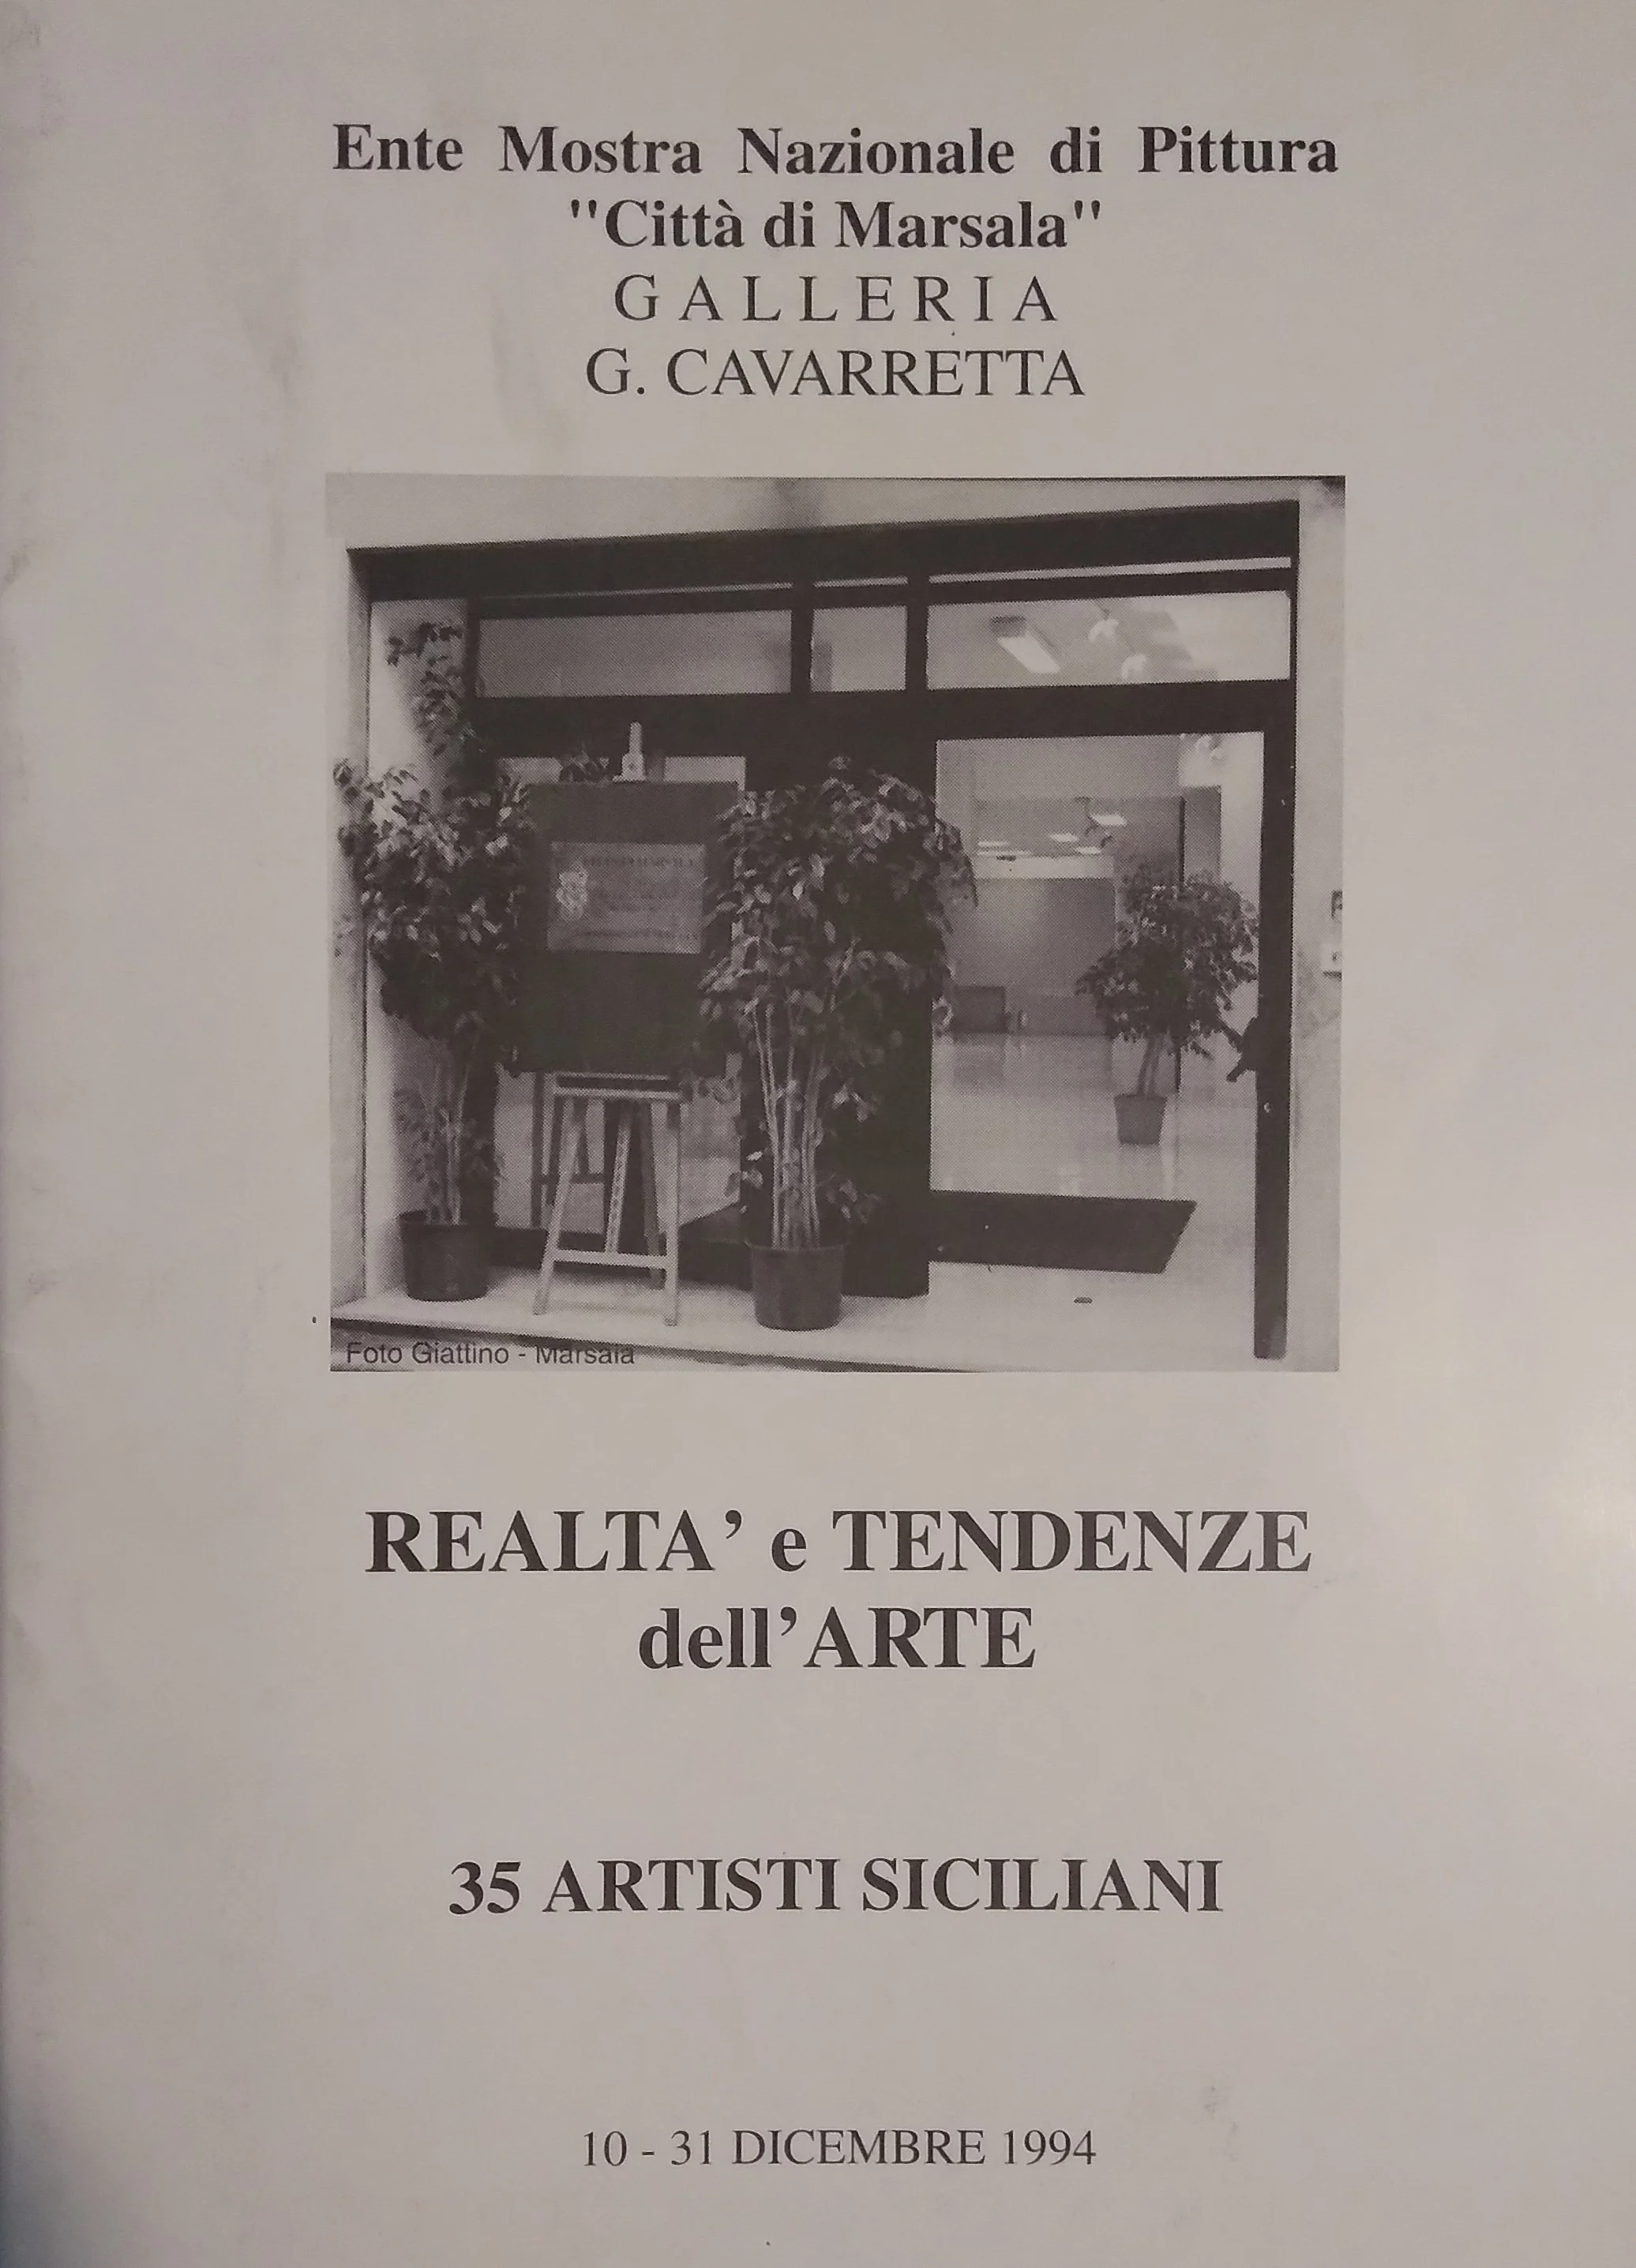 Ente Mostra Nazionale di Pittura
"Città di Marsala"
GALLERIA
G. CAVARRETTA
Foto Giattino - Marsala
REALTA’ e TENDENZE
dell’ARTE
35 ARTISTI SICILIANI
10 - 31 DICEMBRE 1994